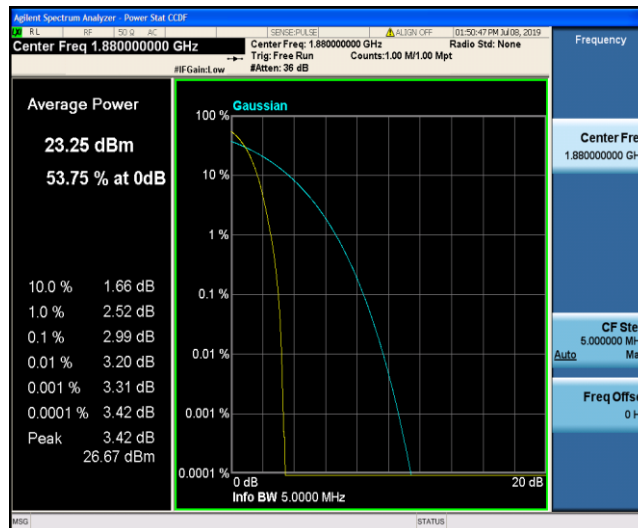 Agilent Spectrum Analyzer - Power Stat CCDF
RL RF 50 Ω AC SENSE:PULSE ALIGN OFF 01:50:47 PM Jul 08, 2019
Center Freq 1.880000000 GHz
Center Freq: 1.880000000 GHz Radio Std: None
Trig: Free Run Counts:1.00 M/1.00 Mpt
#IFGain:Low #Atten: 36 dB
Frequency
Average Power
23.25 dBm
53.75 % at 0dB
10.0 % 1.66 dB
1.0 % 2.52 dB
0.1 % 2.99 dB
0.01 % 3.20 dB
0.001 % 3.31 dB
0.0001 % 3.42 dB
Peak 3.42 dB
26.67 dBm
Gaussian
100 %
10 %
1 %
0.1 %
0.01 %
0.001 %
0.0001 %
0 dB 20 dB
Info BW 5.0000 MHz
Center Fre
1.880000000 GH
CF Ste
5.000000 MH
Auto Ma
Freq Offse
0 H
MSG STATUS